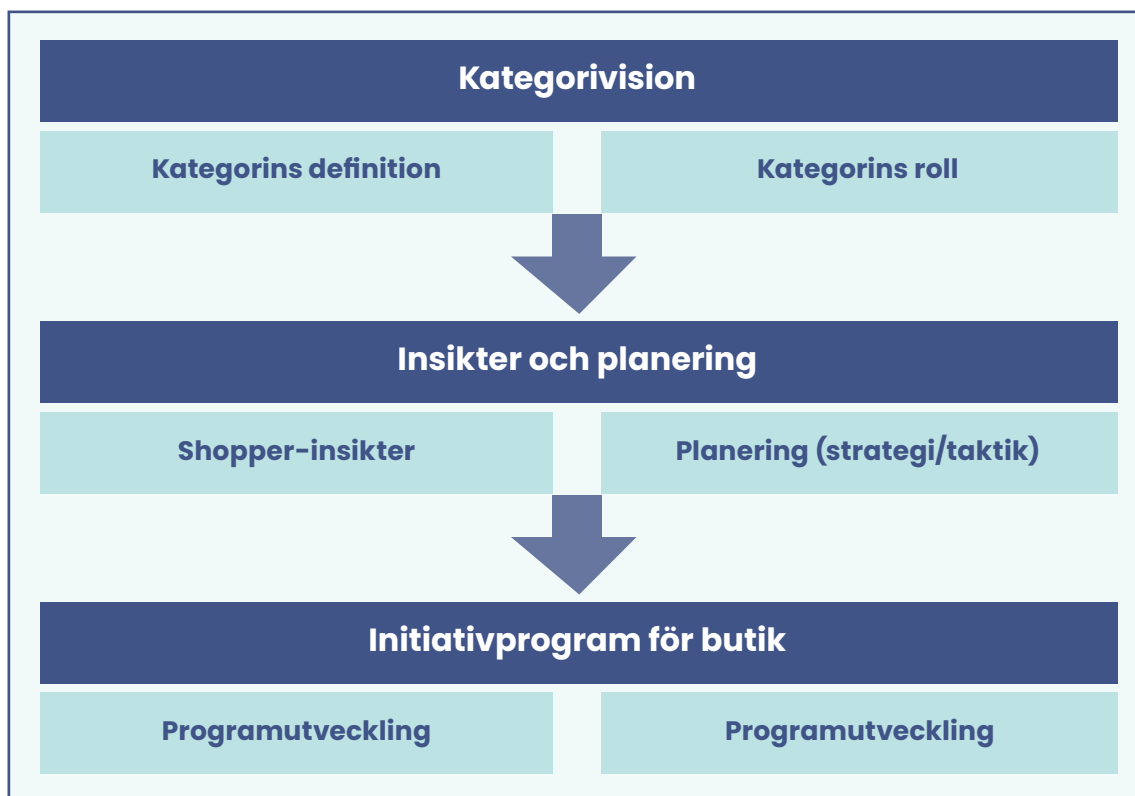 Kategorivision
Kategorins definition
Kategorins roll
Insikter och planering
Shopper-insikter
Planering (strategi/taktik)
Initiativprogram för butik
Programutveckling
Programutveckling